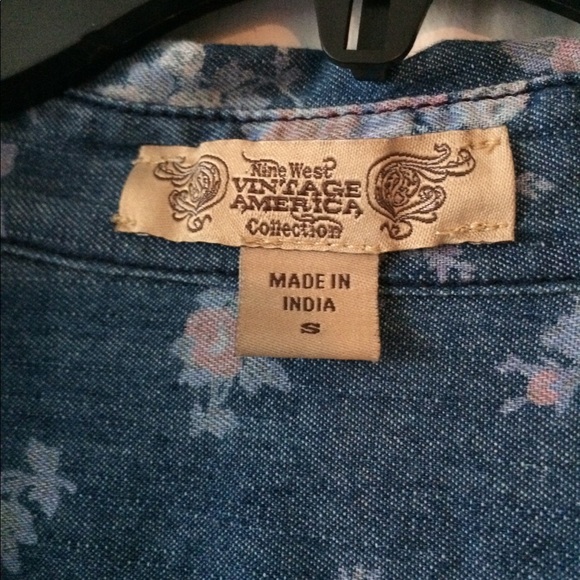 Nine West
VINTAGE
AMERICA
Collection
MADE IN
INDIA
S